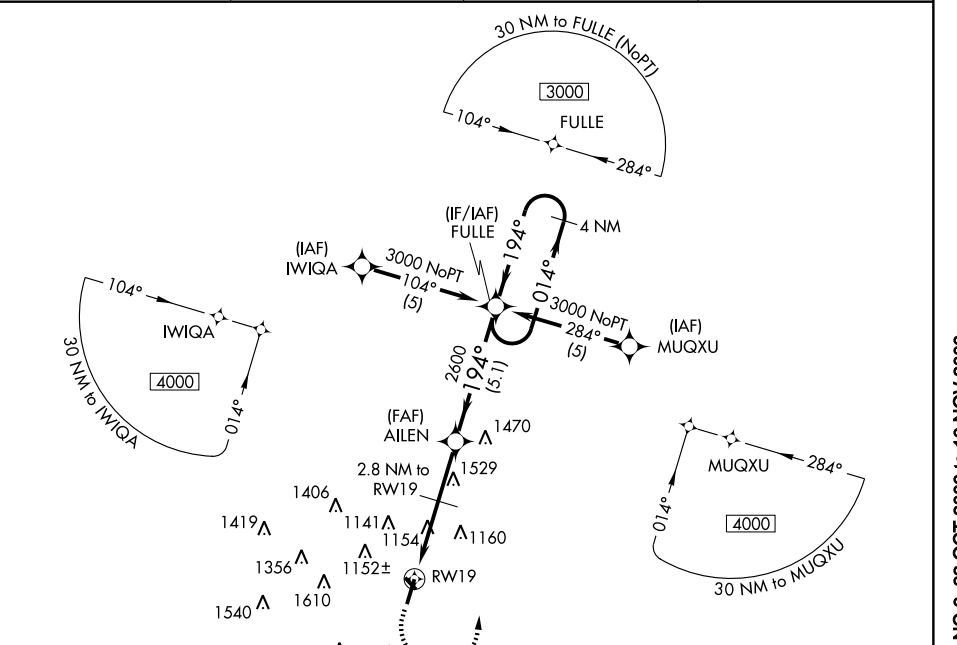 30 NM to FULLE (NoPT)
3000
104°
FULLE
284°
(IF/IAF)
FULLE
4 NM
194°
014°
(IAF)
IWIQA
3000 NoPT
104°
(5)
3000 NoPT
284°
(5)
(IAF)
MUQXU
104°
IWIQA
4000
014°
30 NM to IWIQA
2600
194°
(5.1)
(FAF)
AILEN
1470
2.8 NM to
RW19
1529
MUQXU
284°
014°
4000
30 NM to MUQXU
1406
1419
1141
1154
1160
1356
1152±
RW19
1610
1540